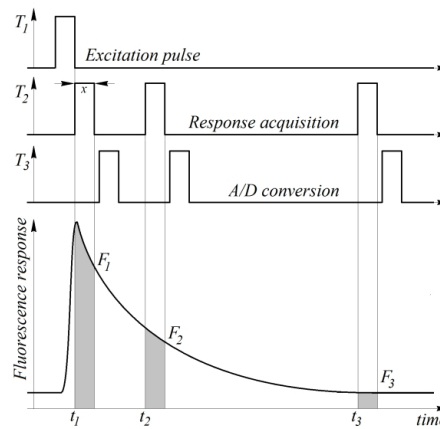 T1
Excitation pulse
T2
x
Response acquisition
T3
A/D conversion
Fluorescence response
F1
F2
F3
t1
t2
t3
time